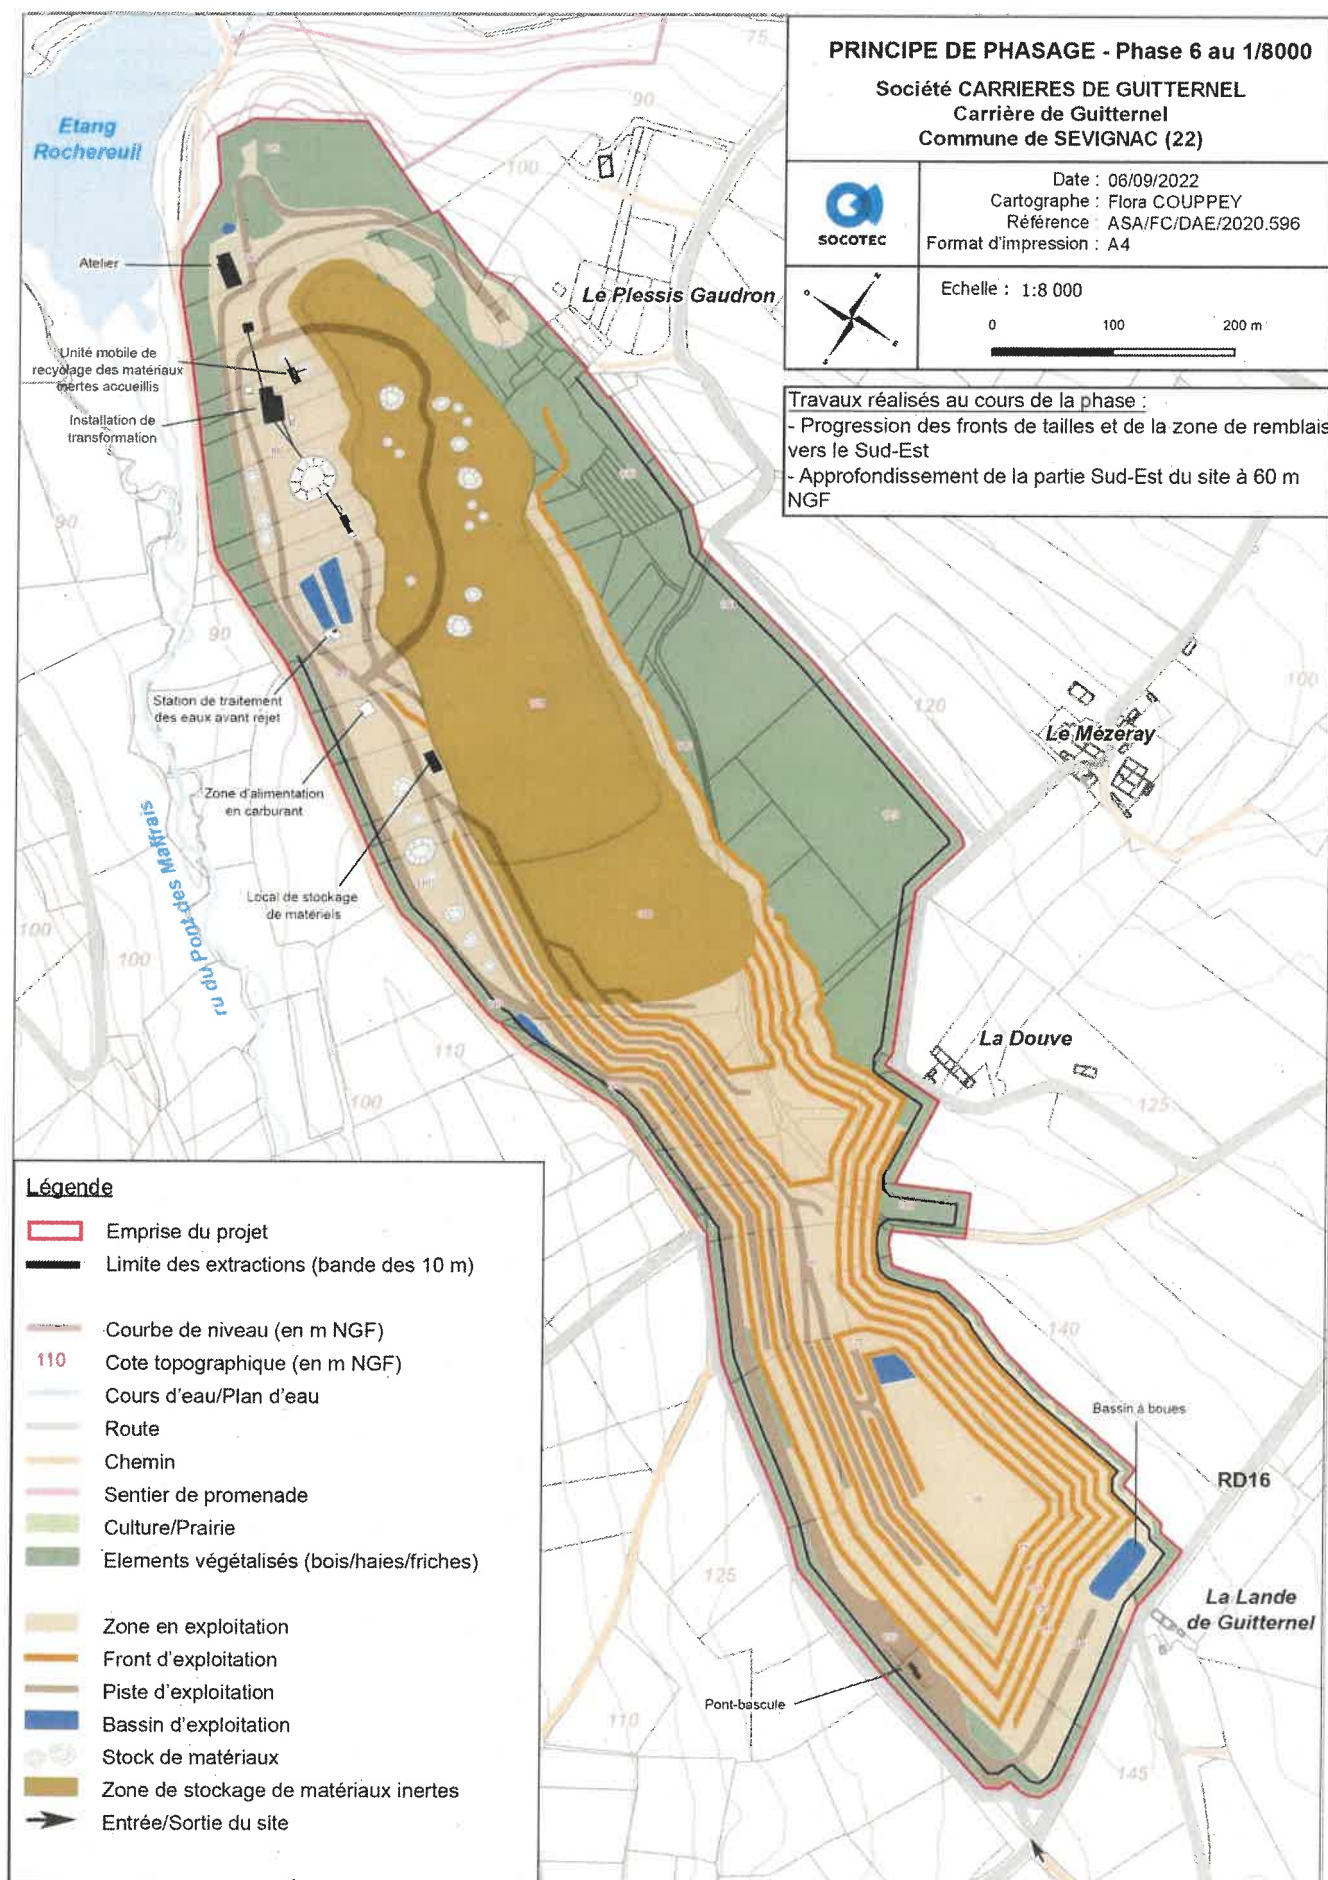 PRINCIPE DE PHASAGE - Phase 6 au 1/8000
Société CARRIERES DE GUITTERNEL
Carrière de Guitternel
Commune de SEVIGNAC (22)
SOCOTEC
Date : 06/09/2022
Cartographe : Flora COUPPEY
Référence ASA/FC/DAE/2020.596
Format d'impression : A4
N
O
E
S
Echelle : 1:8 000
0 100 200 m
Travaux réalisés au cours de la phase :
- Progression des fronts de tailles et de la zone de remblais
vers le Sud-Est
- Approfondissement de la partie Sud-Est du site à 60 m
NGF
Etang
Rochereuil
75
90
100
Atelier
Le Plessis Gaudron
Unité mobile de
recyclage des matériaux
inertes accueillis
Installation de
transformation
90
90
Station de traitement
des eaux avant rejet
120
100
Le Mézeray
Zone d'alimentation
en carburant
ru du Pont des Maffrais
Local de stockage
de matériels
100
100
110
100
La Douve
125
140
Bassin à boues
RD16
125
La Lande
de Guitternel
Pont-bascule
110
145
Légende
Emprise du projet
Limite des extractions (bande des 10 m)
Courbe de niveau (en m NGF)
110 Cote topographique (en m NGF)
Cours d'eau/Plan d'eau
Route
Chemin
Sentier de promenade
Culture/Prairie
Elements végétalisés (bois/haies/friches)
Zone en exploitation
Front d'exploitation
Piste d'exploitation
Bassin d'exploitation
Stock de matériaux
Zone de stockage de matériaux inertes
Entrée/Sortie du site